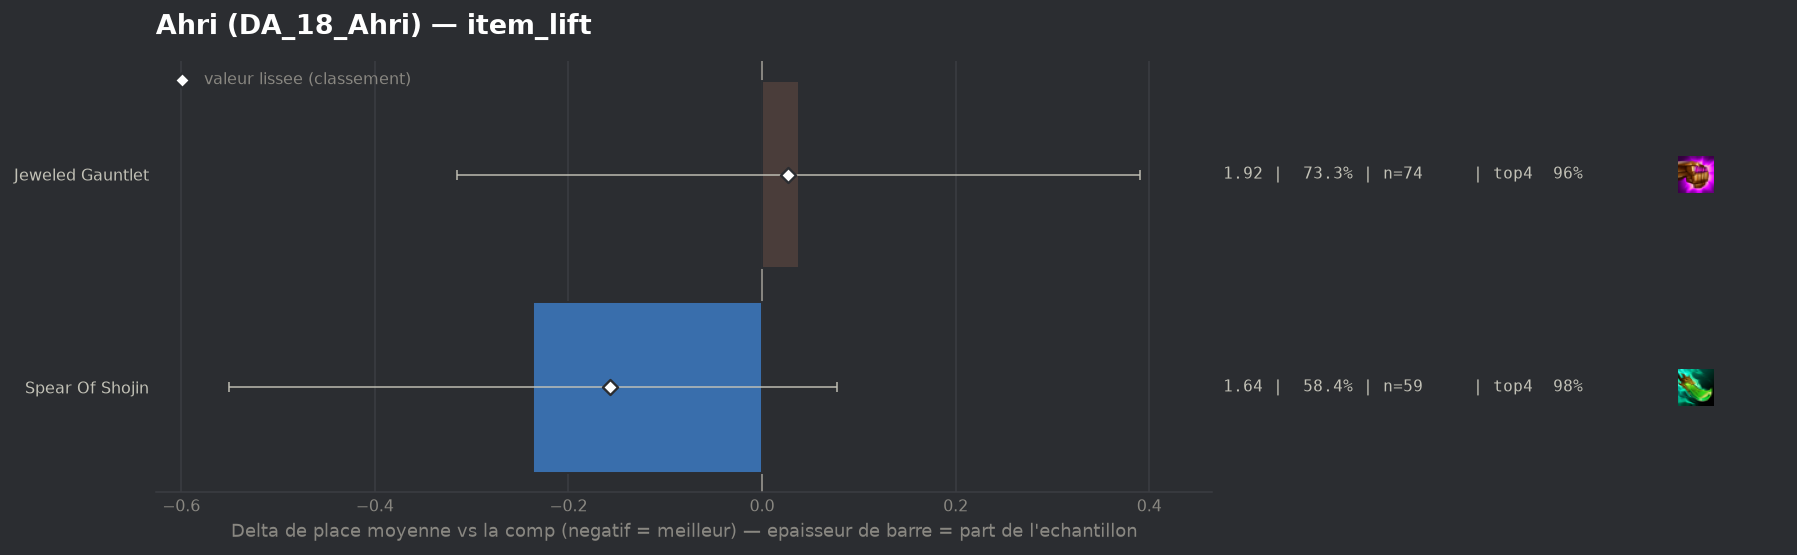 Ahri (DA_18_Ahri) — item_lift
valeur lissee (classement)
Jeweled Gauntlet
1.92 | 73.3% | n=74 | top4 96%
Spear Of Shojin
1.64 | 58.4% | n=59 | top4 98%
−0.6 −0.4 −0.2 0.0 0.2 0.4
Delta de place moyenne vs la comp (negatif = meilleur) — epaisseur de barre = part de l'echantillon